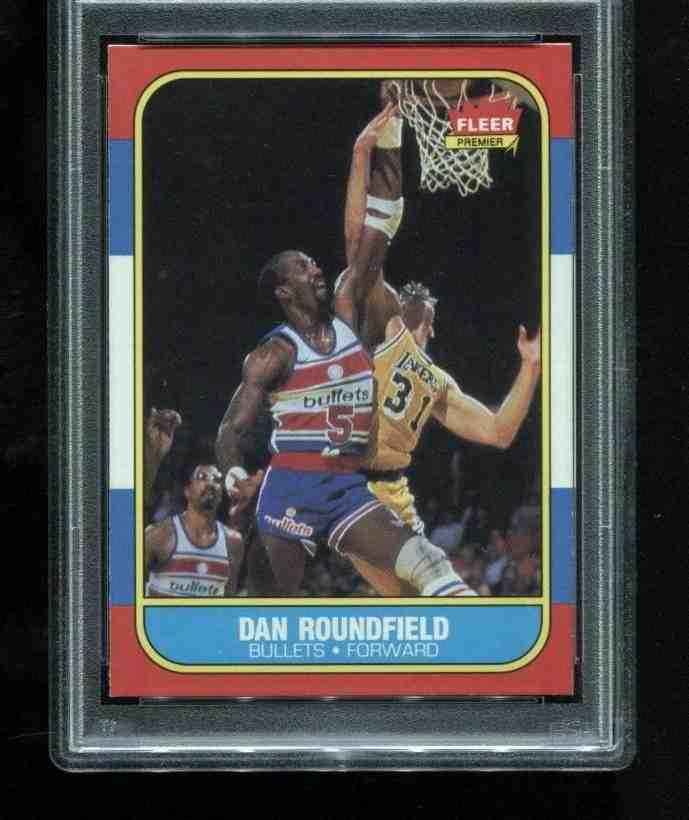 FLEER
PREMIER
LAKERS
31
bullets
5
bullets
bullets
DAN ROUNDFIELD
BULLETS • FORWARD